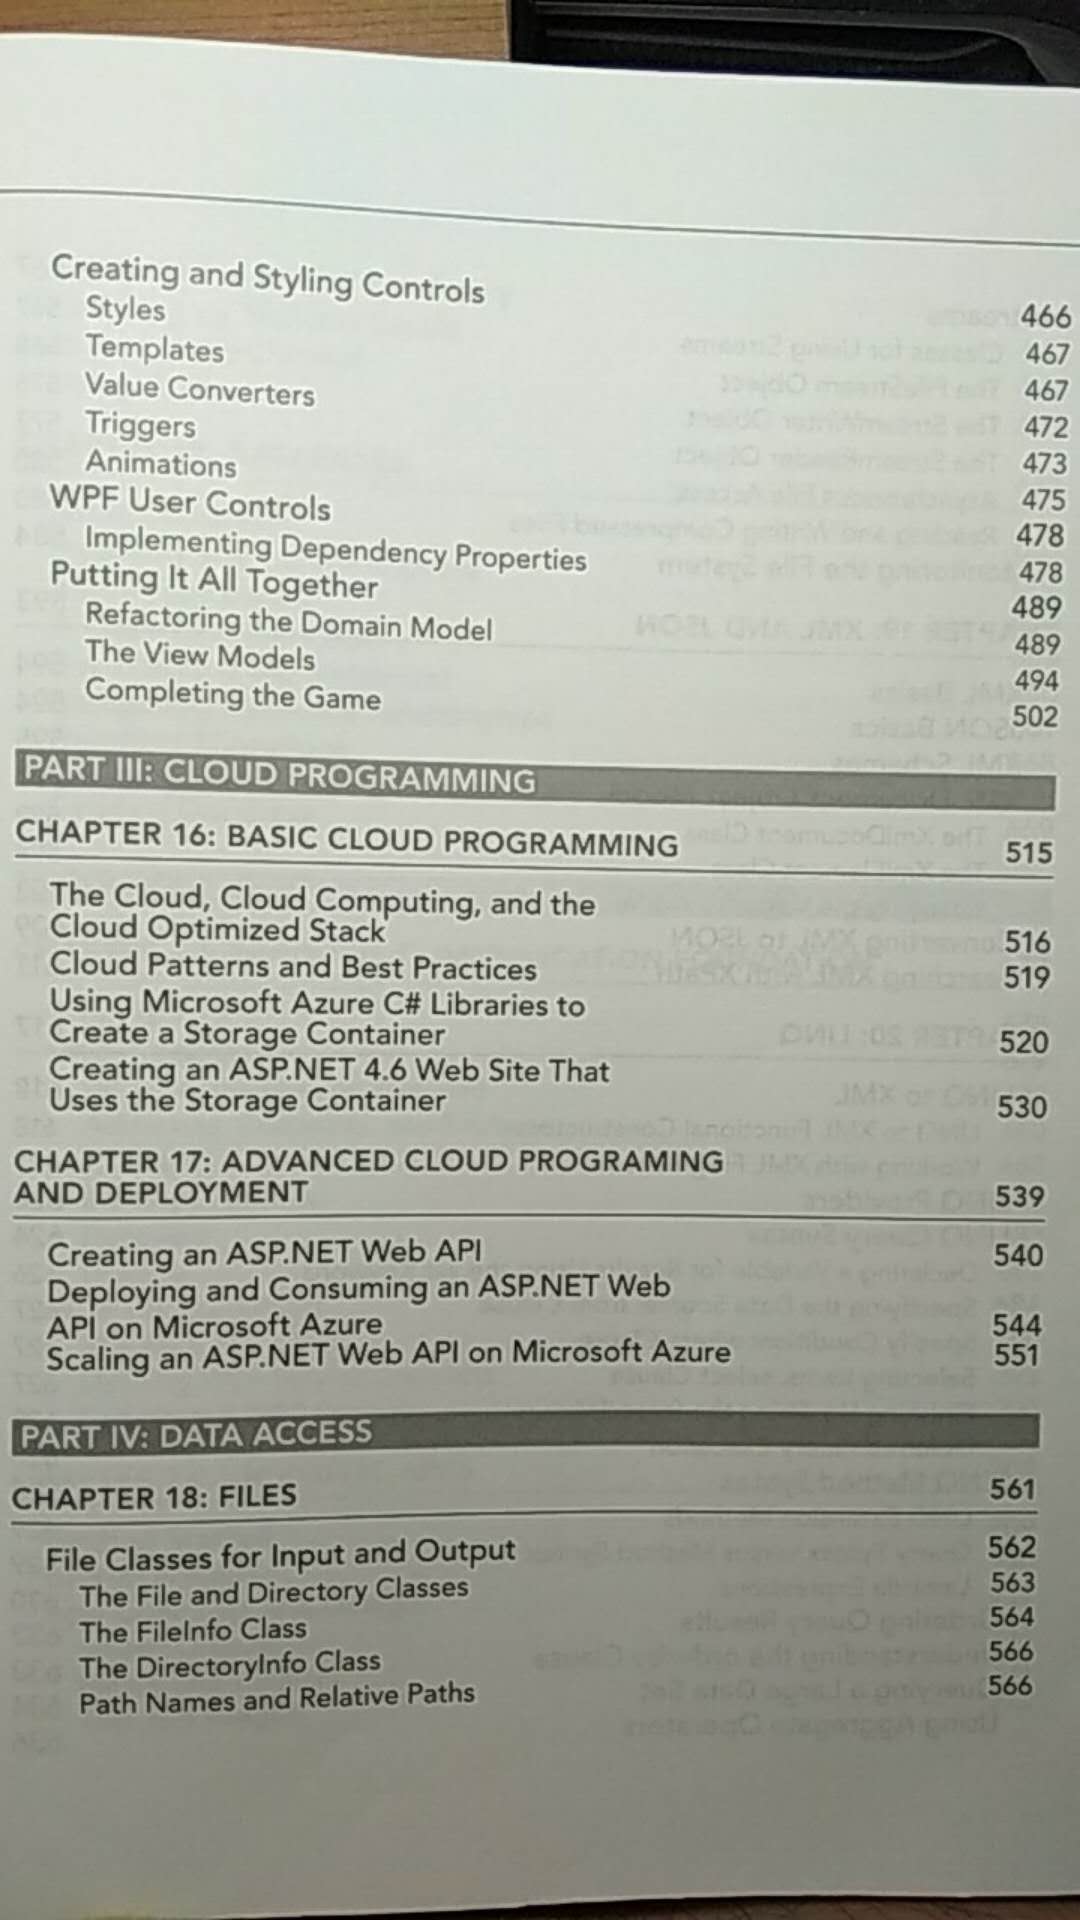 Creating and Styling Controls 466
Styles 467
Templates 467
Value Converters 472
Triggers 473
Animations 475
WPF User Controls 478
Implementing Dependency Properties 478
Putting It All Together 489
Refactoring the Domain Model 489
The View Models 494
Completing the Game 502
PART III: CLOUD PROGRAMMING
CHAPTER 16: BASIC CLOUD PROGRAMMING 515
The Cloud, Cloud Computing, and the
Cloud Optimized Stack 516
Cloud Patterns and Best Practices 519
Using Microsoft Azure C# Libraries to
Create a Storage Container 520
Creating an ASP.NET 4.6 Web Site That
Uses the Storage Container 530
CHAPTER 17: ADVANCED CLOUD PROGRAMING
AND DEPLOYMENT 539
Creating an ASP.NET Web API 540
Deploying and Consuming an ASP.NET Web
API on Microsoft Azure 544
Scaling an ASP.NET Web API on Microsoft Azure 551
PART IV: DATA ACCESS
CHAPTER 18: FILES 561
File Classes for Input and Output 562
The File and Directory Classes 563
The FileInfo Class 564
The DirectoryInfo Class 566
Path Names and Relative Paths 566